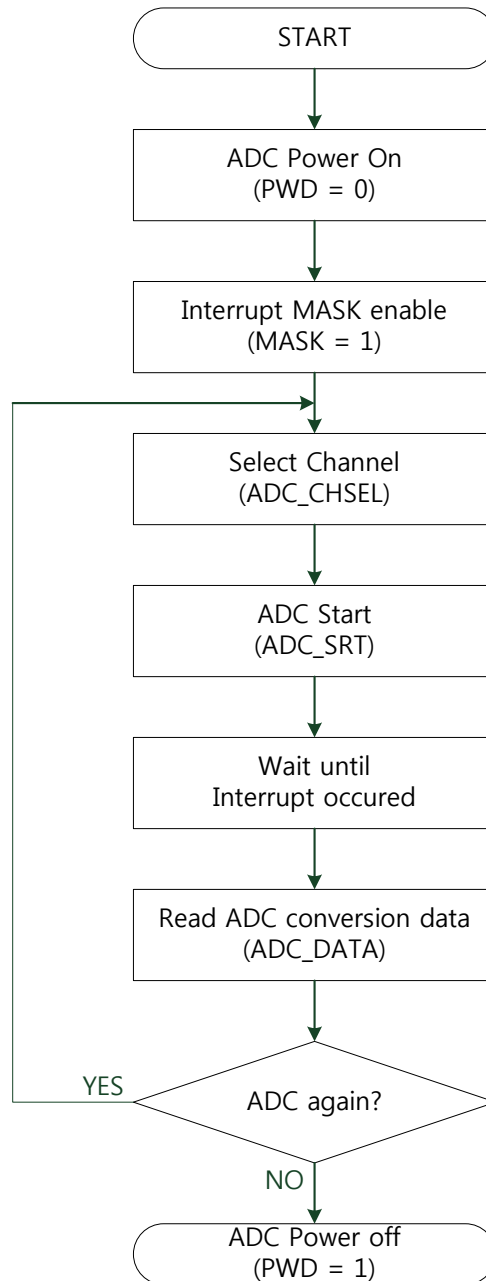 START
ADC Power On
(PWD = 0)
Interrupt MASK enable
(MASK = 1)
Select Channel
(ADC_CHSEL)
ADC Start
(ADC_SRT)
Wait until
Interrupt occured
Read ADC conversion data
(ADC_DATA)
YES
ADC again?
NO
ADC Power off
(PWD = 1)